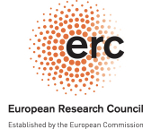 erc
European Research Council
Established by the European Commission